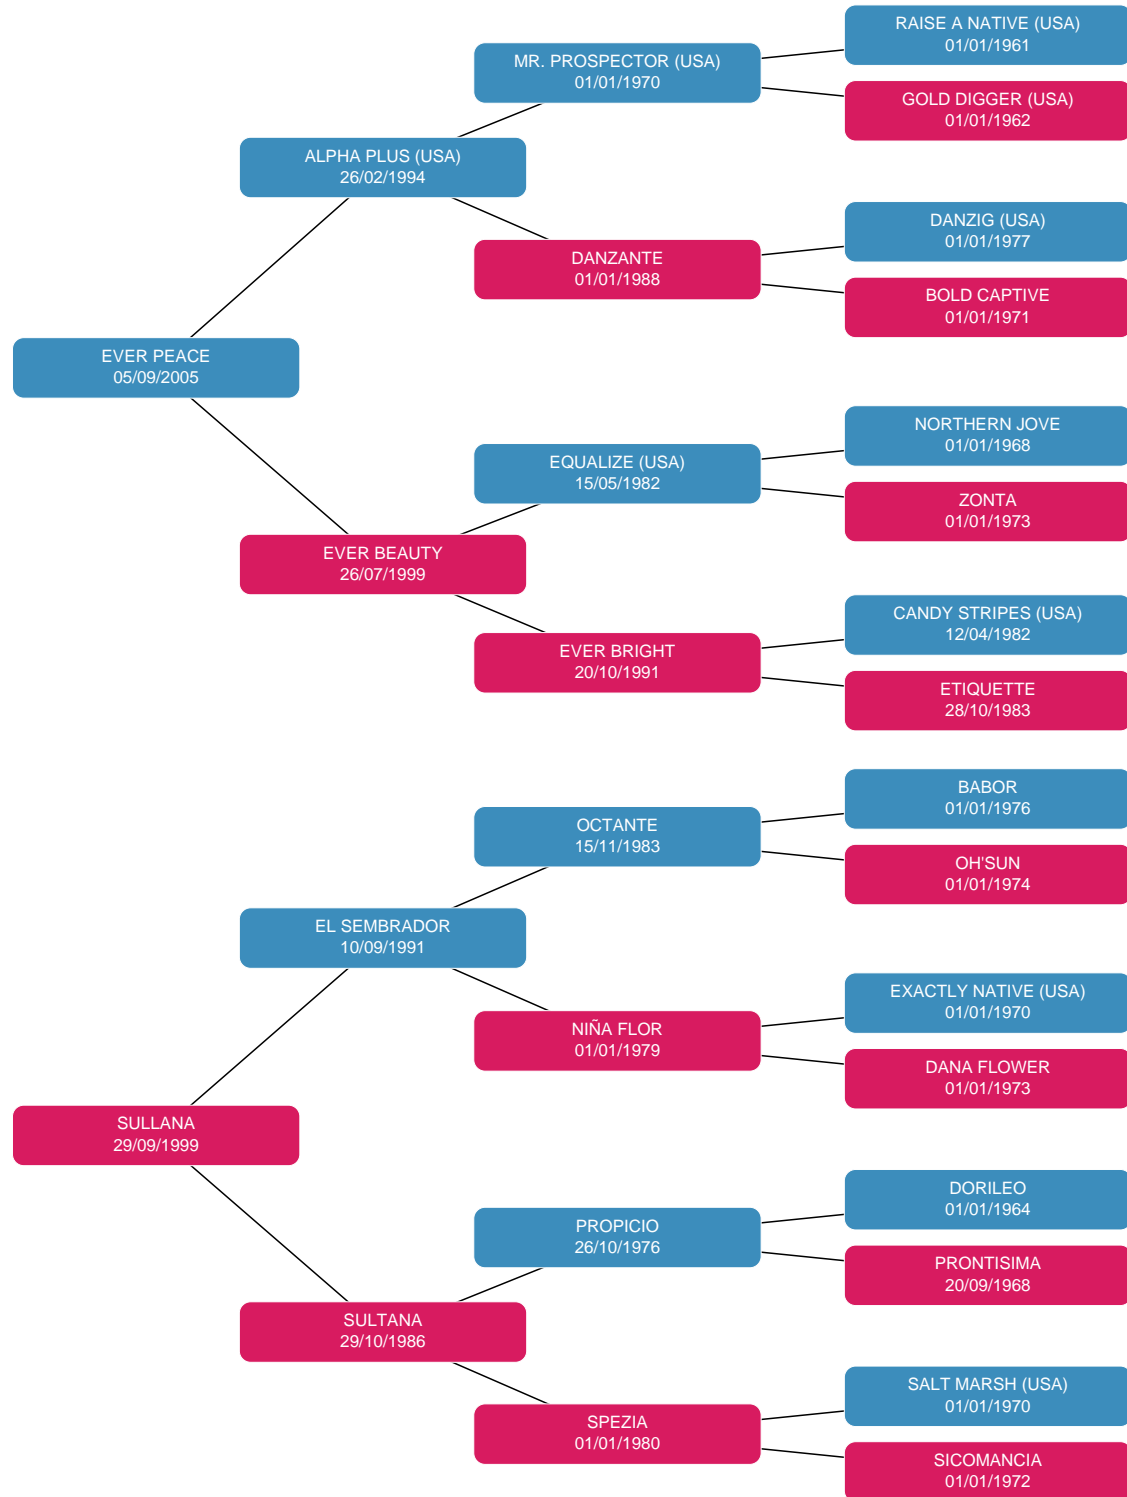 RAISE A NATIVE (USA)
01/01/1961
MR. PROSPECTOR (USA)
01/01/1970
GOLD DIGGER (USA)
01/01/1962
ALPHA PLUS (USA)
26/02/1994
DANZIG (USA)
01/01/1977
DANZANTE
01/01/1988
BOLD CAPTIVE
01/01/1971
EVER PEACE
05/09/2005
NORTHERN JOVE
01/01/1968
EQUALIZE (USA)
15/05/1982
ZONTA
01/01/1973
EVER BEAUTY
26/07/1999
CANDY STRIPES (USA)
12/04/1982
EVER BRIGHT
20/10/1991
ETIQUETTE
28/10/1983
BABOR
01/01/1976
OCTANTE
15/11/1983
OH'SUN
01/01/1974
EL SEMBRADOR
10/09/1991
EXACTLY NATIVE (USA)
01/01/1970
NIÑA FLOR
01/01/1979
DANA FLOWER
01/01/1973
SULLANA
29/09/1999
DORILEO
01/01/1964
PROPICIO
26/10/1976
PRONTISIMA
20/09/1968
SULTANA
29/10/1986
SALT MARSH (USA)
01/01/1970
SPEZIA
01/01/1980
SICOMANCIA
01/01/1972